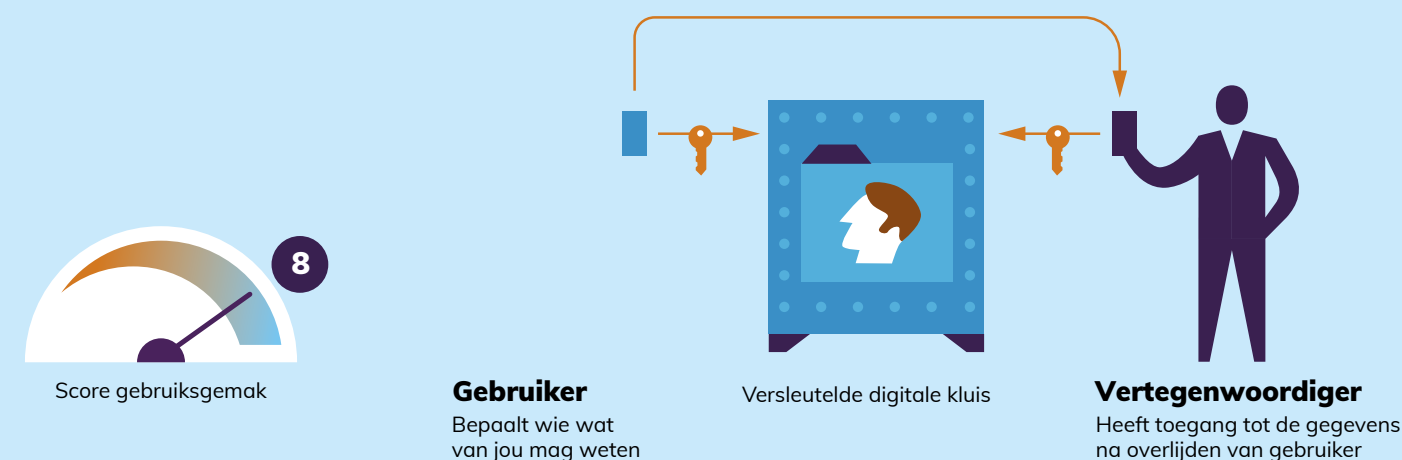 8
Score gebruiksgemak
Gebruiker
Bepaalt wie wat
van jou mag weten
Versleutelde digitale kluis
Vertegenwoordiger
Heeft toegang tot de gegevens
na overlijden van gebruiker